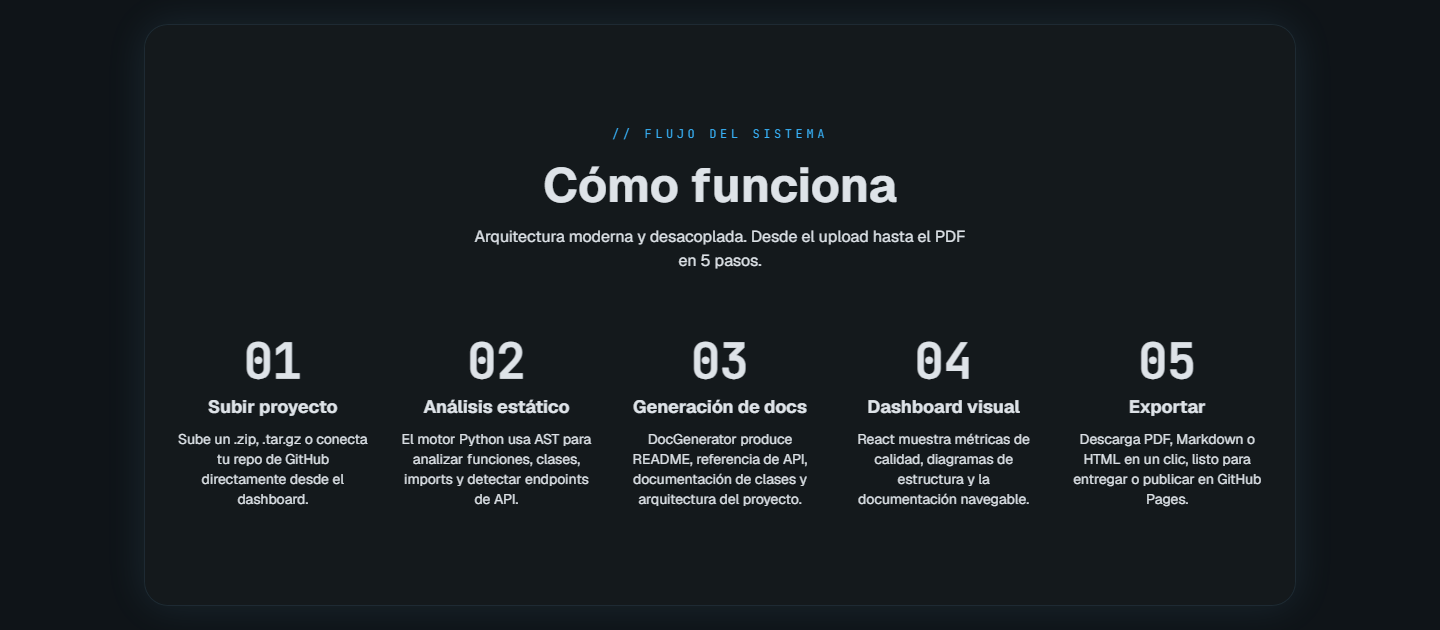 // FLUJO DEL SISTEMA
Cómo funciona
Arquitectura moderna y desacoplada. Desde el upload hasta el PDF
en 5 pasos.
01
Subir proyecto
Sube un .zip, .tar.gz o conecta
tu repo de GitHub
directamente desde el
dashboard.
02
Análisis estático
El motor Python usa AST para
analizar funciones, clases,
imports y detectar endpoints
de API.
03
Generación de docs
DocGenerator produce
README, referencia de API,
documentación de clases y
arquitectura del proyecto.
04
Dashboard visual
React muestra métricas de
calidad, diagramas de
estructura y la
documentación navegable.
05
Exportar
Descarga PDF, Markdown o
HTML en un clic, listo para
entregar o publicar en GitHub
Pages.